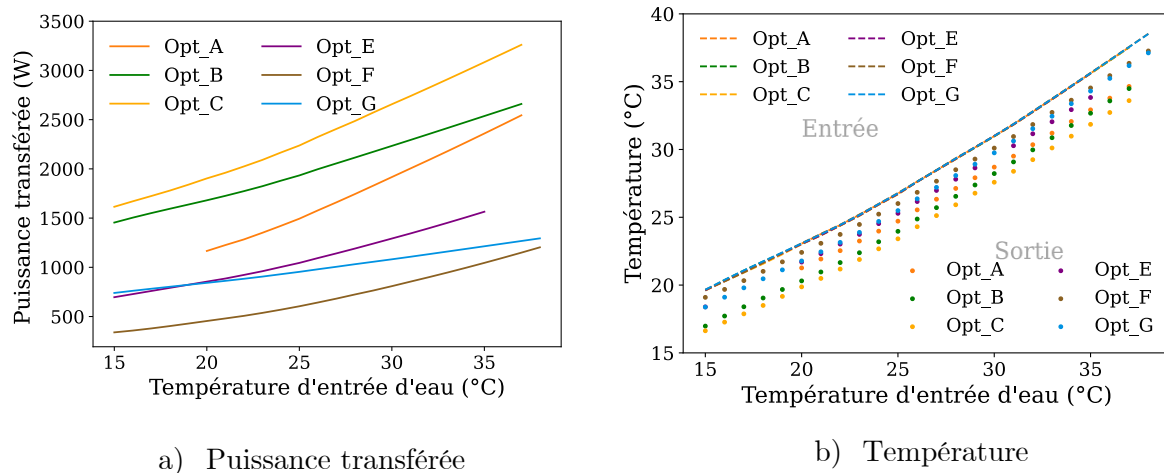 3500
3000
2500
2000
1500
1000
500
Puissance transférée
(W)
Opt_A
Opt_B
Opt_C
Opt_E
Opt_F
Opt_G
15
20
25
30
35
Température d'entrée d'eau (°C)
a) Puissance transférée
40
35
30
25
20
15
Température (°C)
Opt_A
Opt_B
Opt_C
Opt_E
Opt_F
Opt_G
Entrée
Sortie
Opt_A
Opt_B
Opt_C
Opt_E
Opt_F
Opt_G
15
20
25
30
35
Température d'entrée d'eau (°C)
b) Température